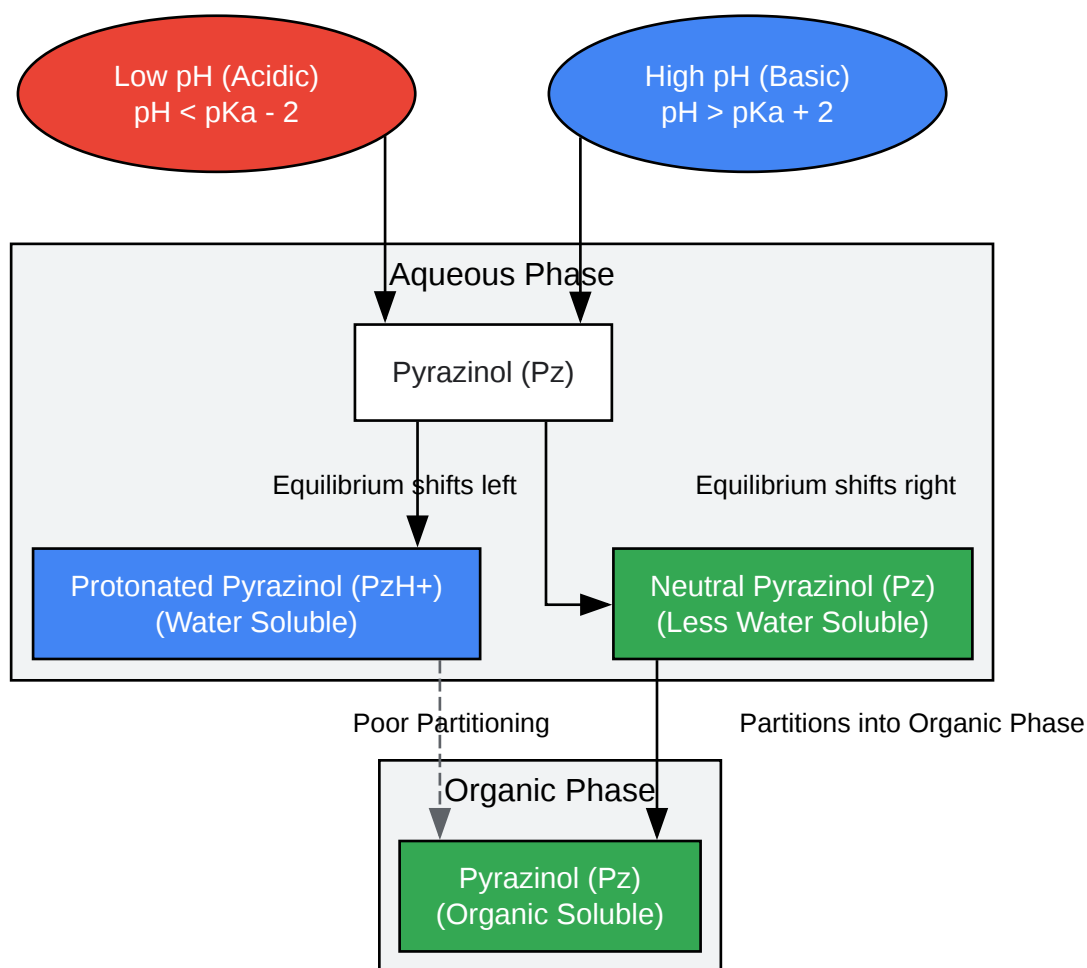 Low pH (Acidic)
pH < pKa - 2
High pH (Basic)
pH > pKa + 2
Aqueous Phase
Pyrazinol (Pz)
Equilibrium shifts left
Equilibrium shifts right
Protonated Pyrazinol (PzH+)
(Water Soluble)
Neutral Pyrazinol (Pz)
(Less Water Soluble)
Poor Partitioning
Partitions into Organic Phase
Organic Phase
Pyrazinol (Pz)
(Organic Soluble)